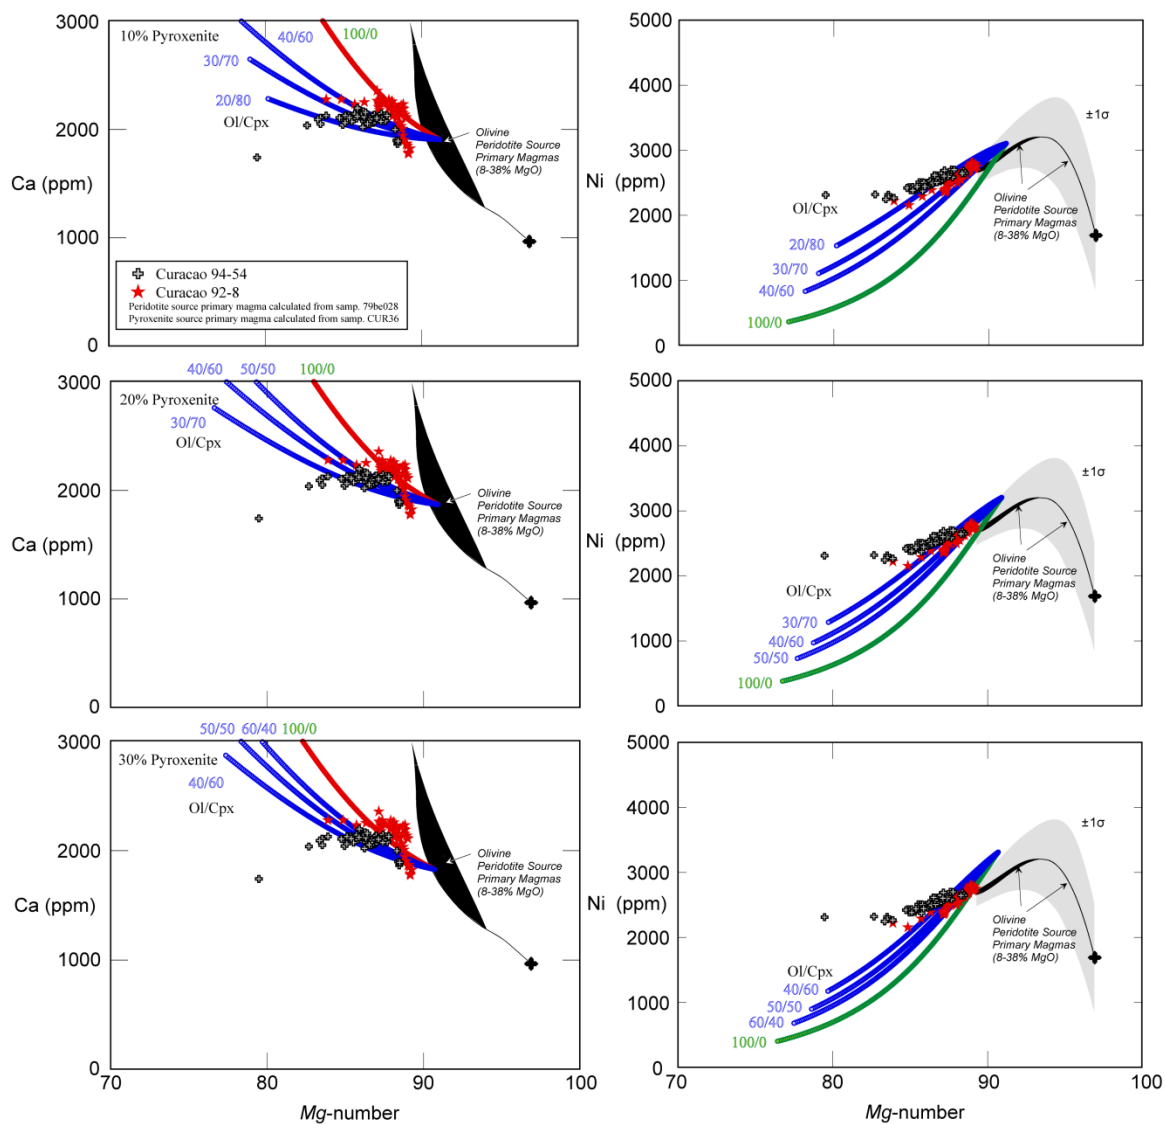 3000
10% Pyroxenite
40/60
100/0
30/70
20/80
Ol/Cpx
2000
Ca (ppm)
Olivine
Peridotite Source
Primary Magmas
(8-38% MgO)
1000
Curacao 94-54
Curacao 92-8
Peridotite source primary magma calculated from samp. 79be028
Pyroxenite source primary magma calculated from samp. CUR36
0
5000
4000
±1σ
3000
Ni (ppm)
2000
Ol/Cpx
Olivine
Peridotite Source
Primary Magmas
(8-38% MgO)
20/80
30/70
1000
40/60
100/0
0
40/60 50/50 100/0
3000
20% Pyroxenite
30/70
Ol/Cpx
2000
Ca (ppm)
Olivine
Peridotite Source
Primary Magmas
(8-38% MgO)
1000
0
5000
4000
±1σ
3000
Ni (ppm)
2000
Ol/Cpx
Olivine
Peridotite Source
Primary Magmas
(8-38% MgO)
30/70
40/60
1000
50/50
100/0
0
50/50 60/40 100/0
3000
30% Pyroxenite
40/60
Ol/Cpx
2000
Ca (ppm)
Olivine
Peridotite Source
Primary Magmas
(8-38% MgO)
1000
0
70 80 90 100
Mg-number
5000
4000
±1σ
3000
Ni (ppm)
2000
Ol/Cpx
Olivine
Peridotite Source
Primary Magmas
(8-38% MgO)
40/60
50/50
1000
60/40
100/0
0
70 80 90 100
Mg-number